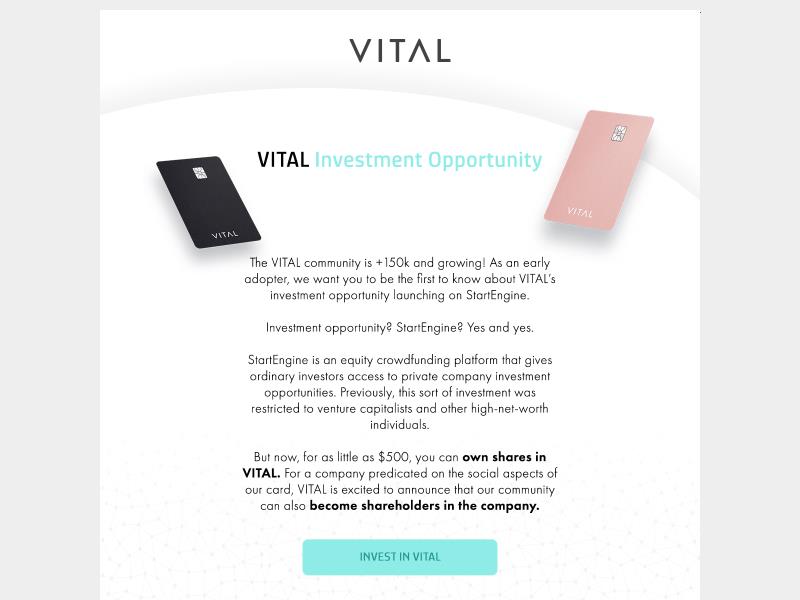 VITAL
VITAL Investment Opportunity
VITAL
VITAL
The VITAL community is +150k and growing! As an early
adopter, we want you to be the first to know about VITAL's
investment opportunity launching on StartEngine.
Investment opportunity? StartEngine? Yes and yes.
StartEngine is an equity crowdfunding platform that gives
ordinary investors access to private company investment
opportunities. Previously, this sort of investment was
restricted to venture capitalists and other high-net-worth
individuals.
But now, for as little as $500, you can own shares in
VITAL. For a company predicated on the social aspects of
our card, VITAL is excited to announce that our community
can also become shareholders in the company.
INVEST IN VITAL